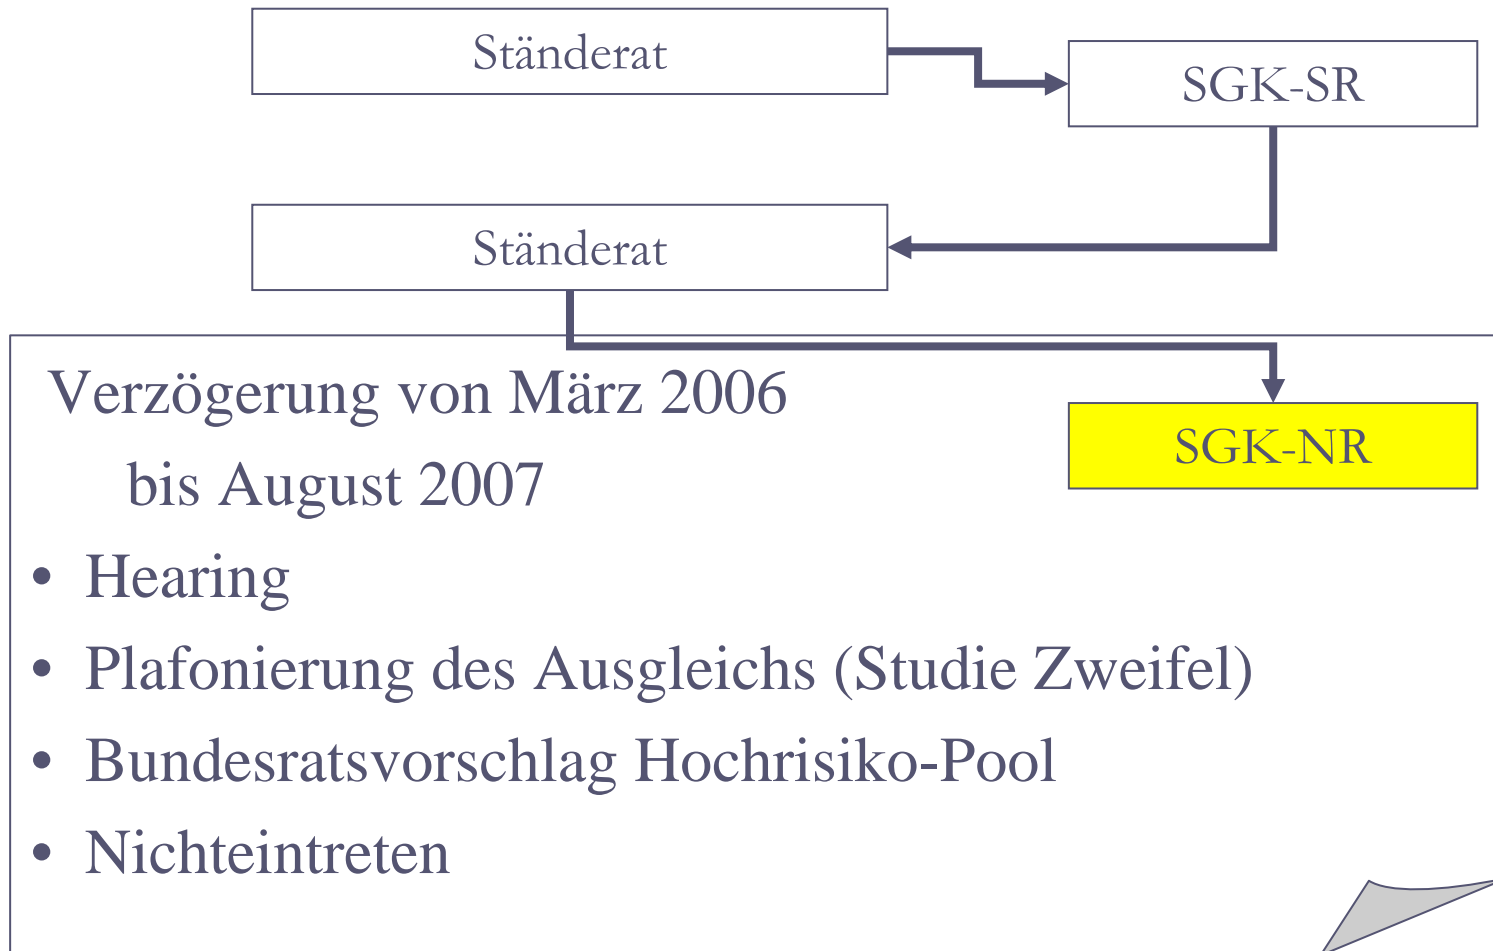 Ständerat
SGK-SR
Ständerat
Verzögerung von März 2006
bis August 2007
SGK-NR
• Hearing
• Plafonierung des Ausgleichs (Studie Zweifel)
• Bundesratsvorschlag Hochrisiko-Pool
• Nichteintreten